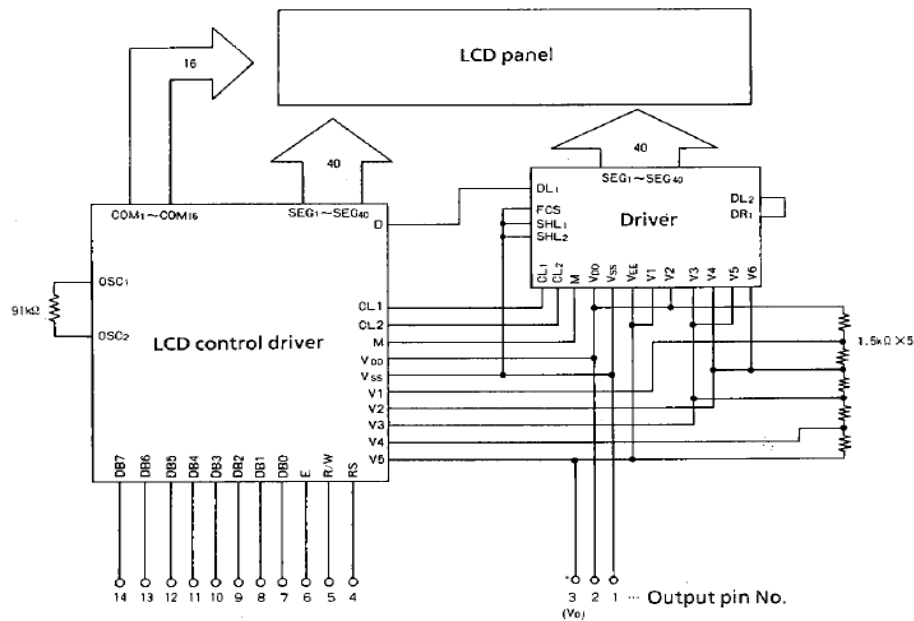 LCD panel
16
40
40
COM1~COM16
SEG1~SEG40
D
SEG1~SEG40
DL1
FCS
SHL1
SHL2
Driver
DL2
DR1
CL1
CL2
M
VDD
VSS
VEE
V1
V2
V3
V4
V5
V6
OSC1
91kΩ
OSC2
LCD control driver
CL1
CL2
M
VDD
VSS
V1
V2
V3
V4
V5
1.5kΩ×5
DB7
DB6
DB5
DB4
DB3
DB2
DB1
DB0
E
R/W
RS
14 13 12 11 10 9 8 7 6 5 4 3 2 1 ··· Output pin No.
(V0)